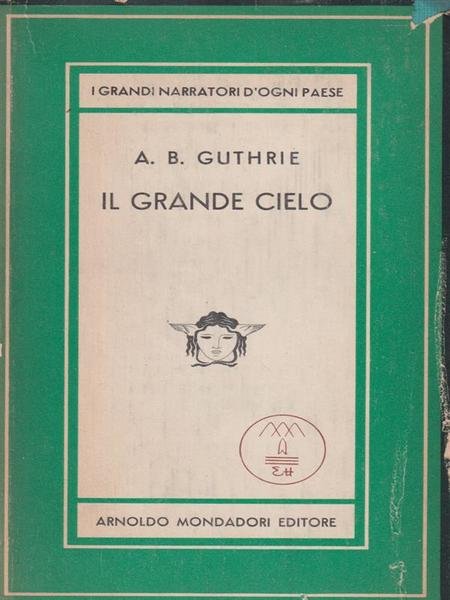 I GRANDI NARRATORI D'OGNI PAESE
A. B. GUTHRIE
IL GRANDE CIELO
ARNOLDO MONDADORI EDITORE